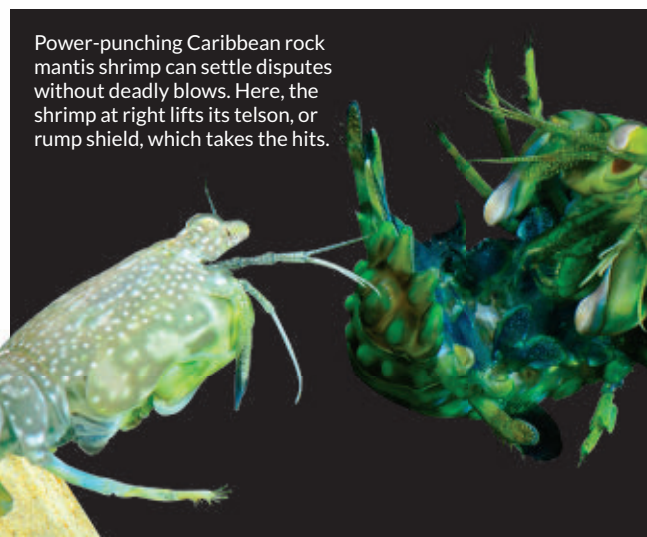 Power-punching Caribbean rock
mantis shrimp can settle disputes
without deadly blows. Here, the
shrimp at right lifts its telson, or
rump shield, which takes the hits.